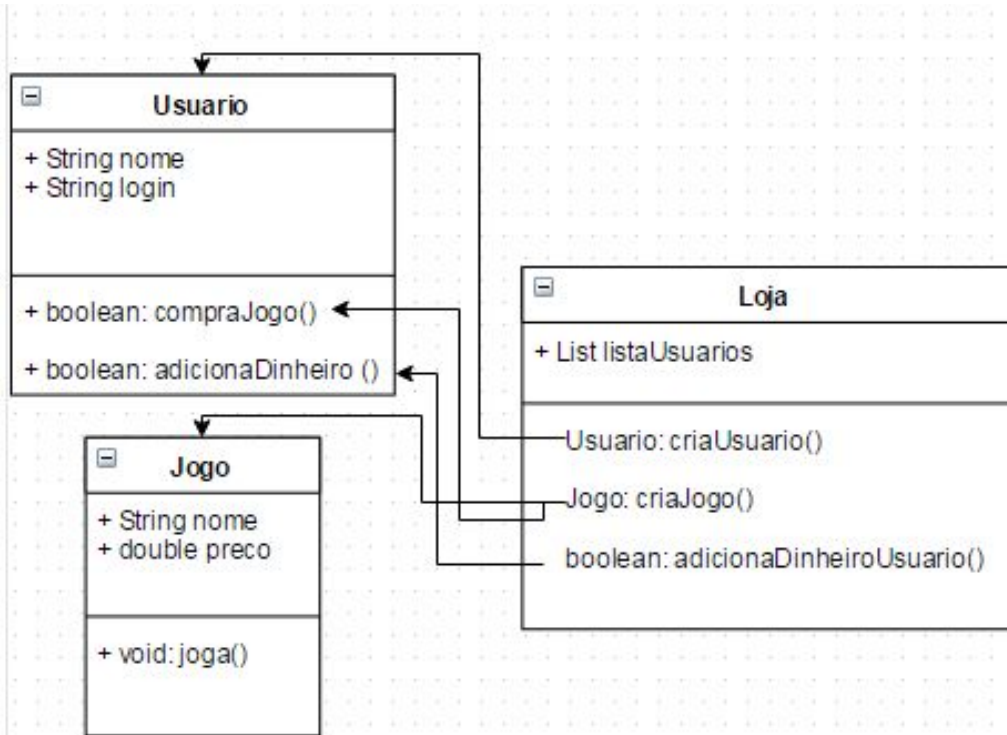 Usuario
+ String nome
+ String login
+ boolean: compraJogo()
+ boolean: adicionaDinheiro ()
Jogo
+ String nome
+ double preco
+ void: joga()
Loja
+ List listaUsuarios
Usuario: criaUsuario()
Jogo: criaJogo()
boolean: adicionaDinheiroUsuario()